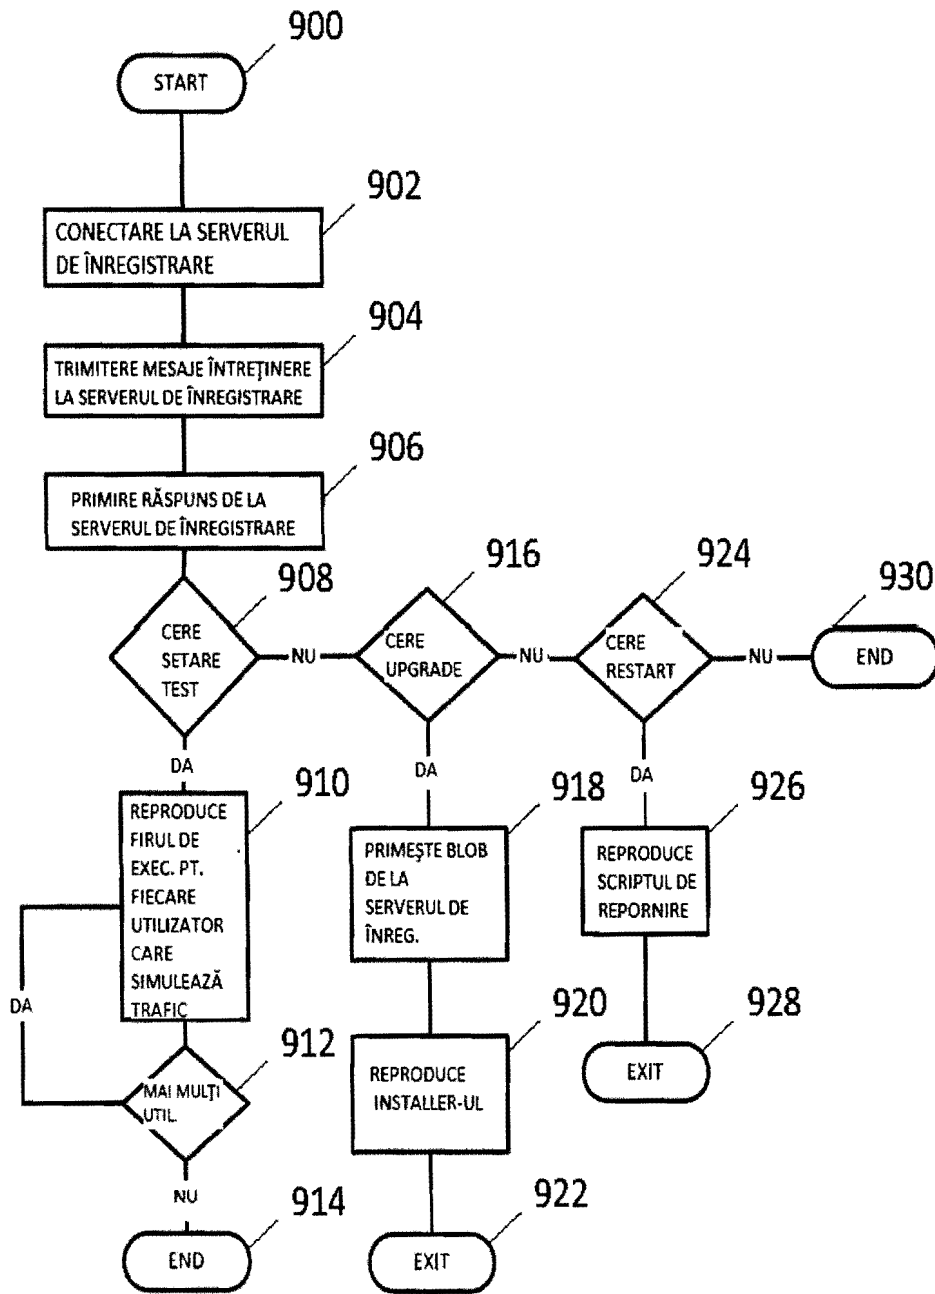 900
START
902
CONECTARE LA SERVERUL
DE ÎNREGISTRARE
904
TRIMITERE MESAJE ÎNTREȚINERE
LA SERVERUL DE ÎNREGISTRARE
906
PRIMIRE RĂSPUNS DE LA
SERVERUL DE ÎNREGISTRARE
908
CERE
SETARE
TEST
NU
916
CERE
UPGRADE
NU
924
CERE
RESTART
NU
930
END
DA
910
REPRODUCE
FIRUL DE
EXEC. PT.
FIECARE
UTILIZATOR
CARE
SIMULEAZĂ
TRAFIC
DA
912
MAI MULȚI
UTIL.
NU
914
END
DA
918
PRIMEȘTE BLOB
DE LA
SERVERUL DE
ÎNREG.
920
REPRODUCE
INSTALLER-UL
922
EXIT
DA
926
REPRODUCE
SCRIPTUL DE
REPORNIRE
928
EXIT